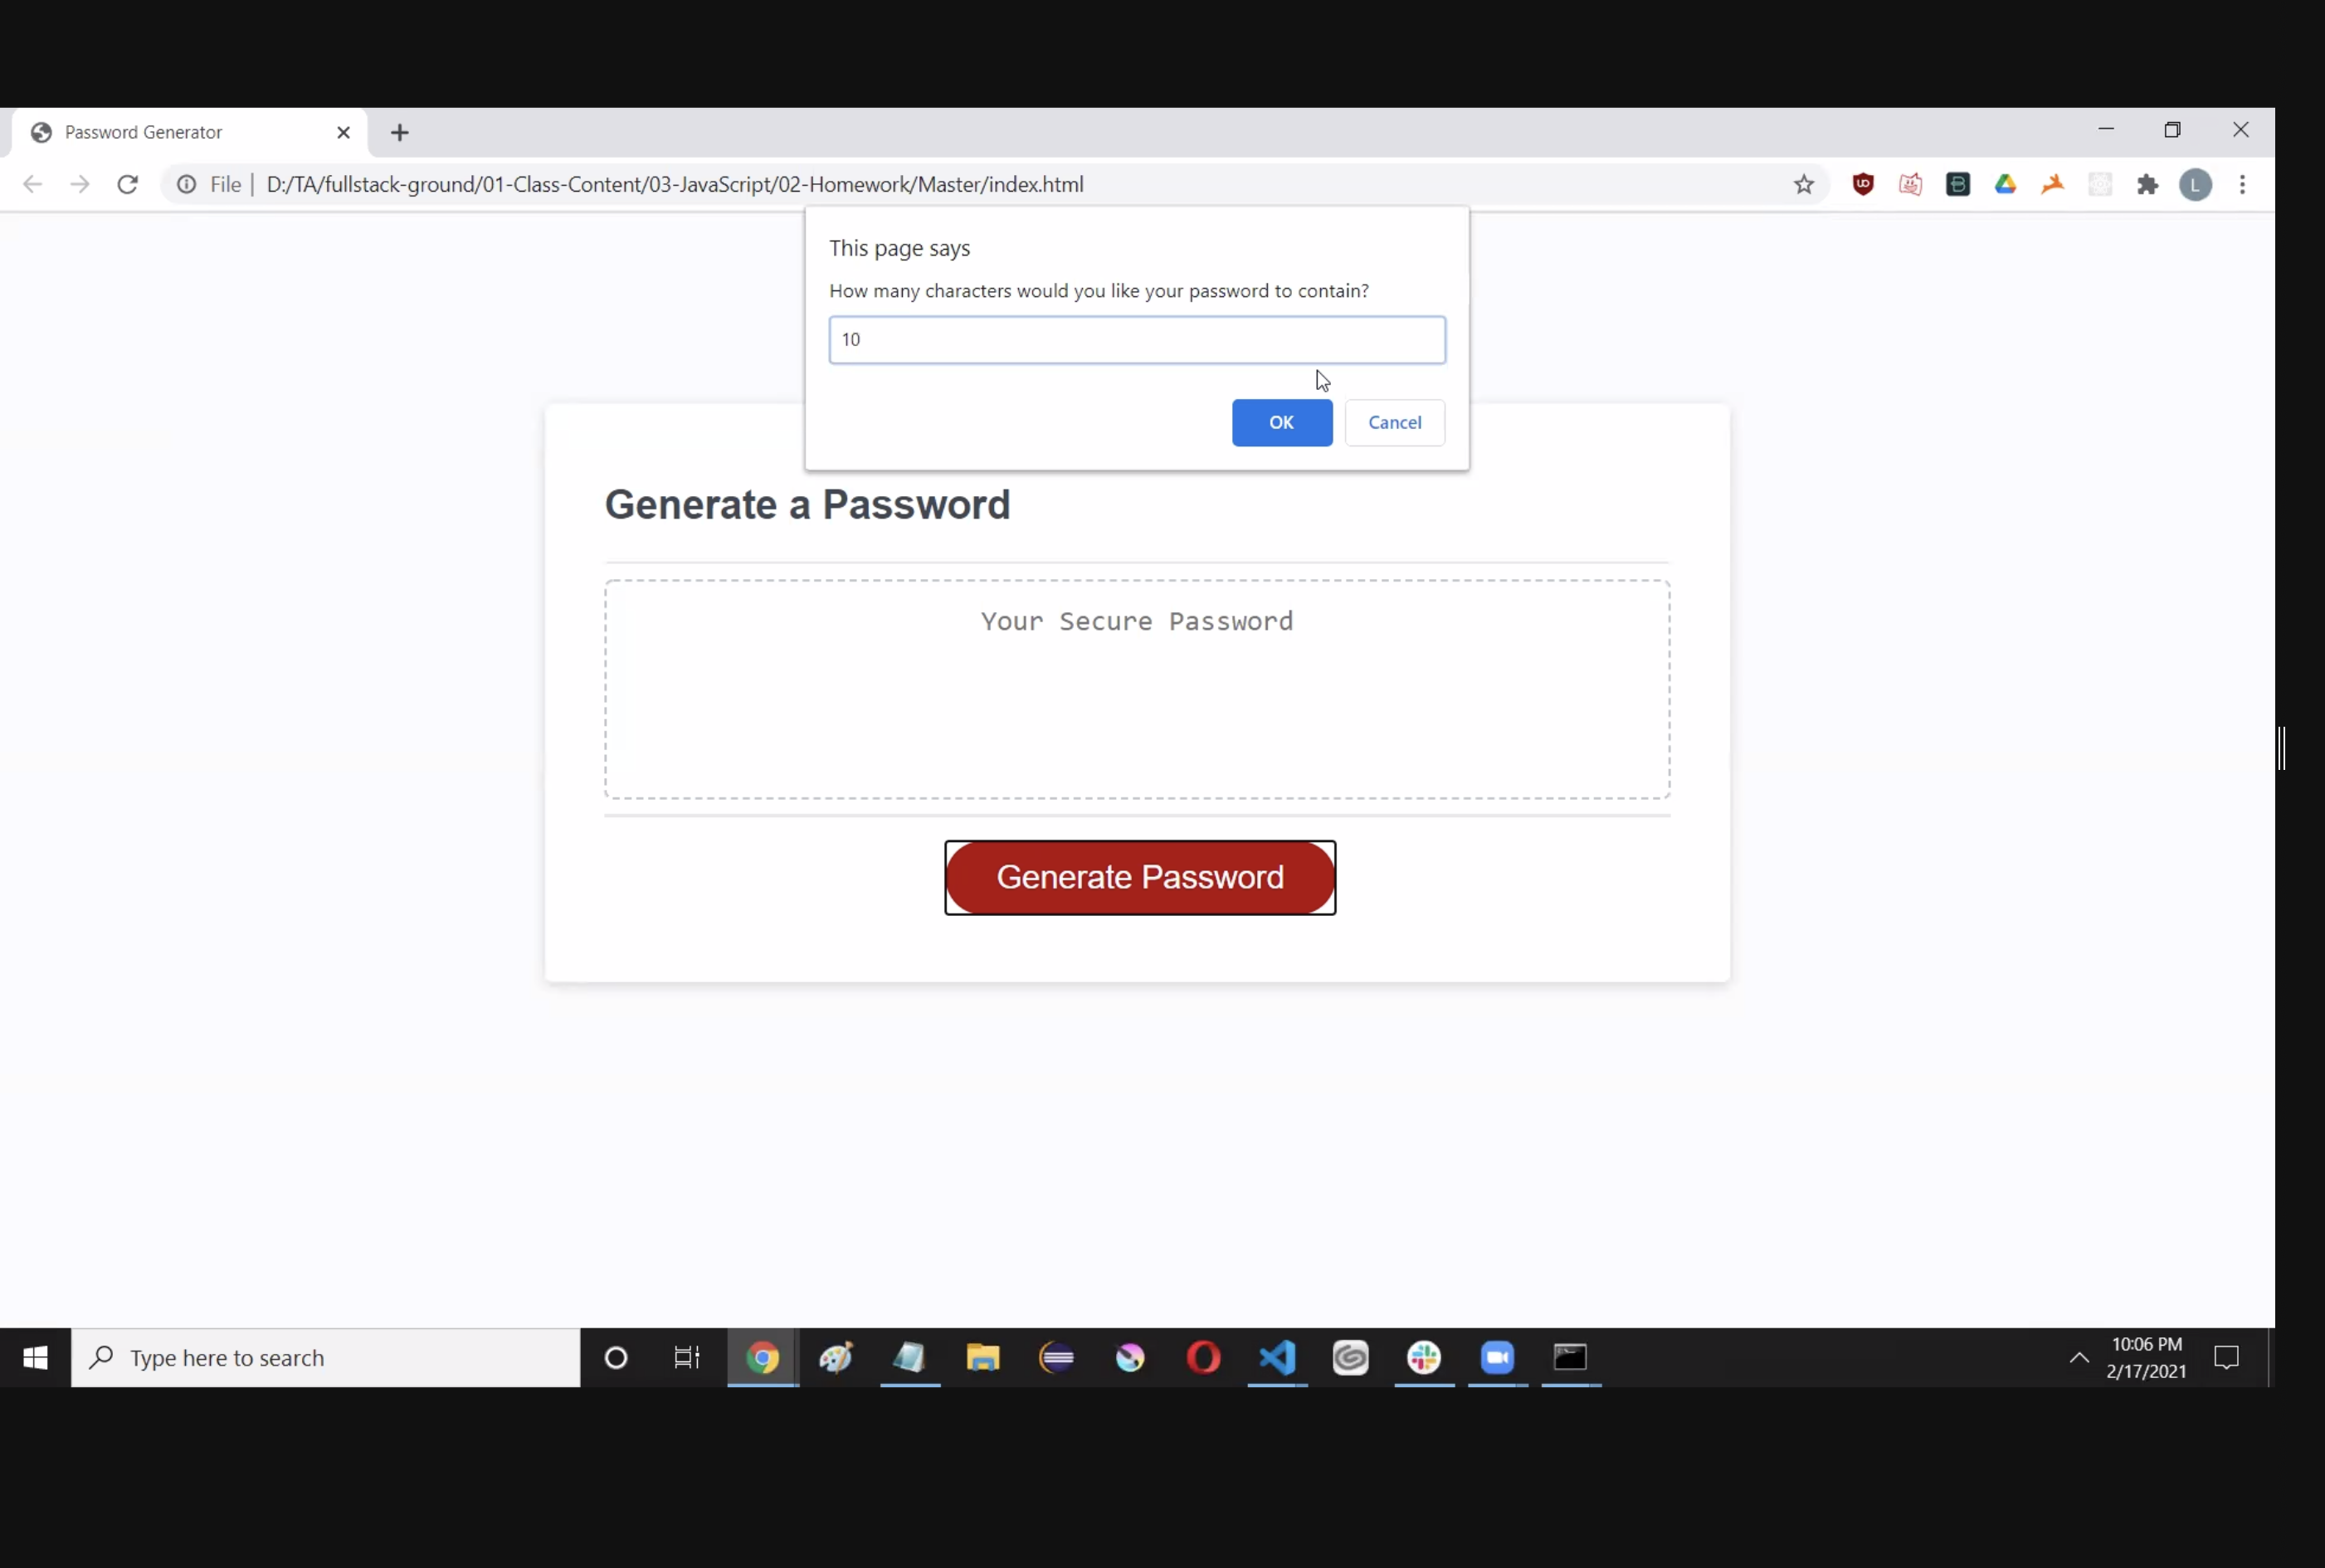 Password Generator
File | D:/TA/fullstack-ground/01-Class-Content/03-JavaScript/02-Homework/Master/index.html
L
This page says
How many characters would you like your password to contain?
10
OK Cancel
Generate a Password
Your Secure Password
Generate Password
Type here to search
10:06 PM
2/17/2021